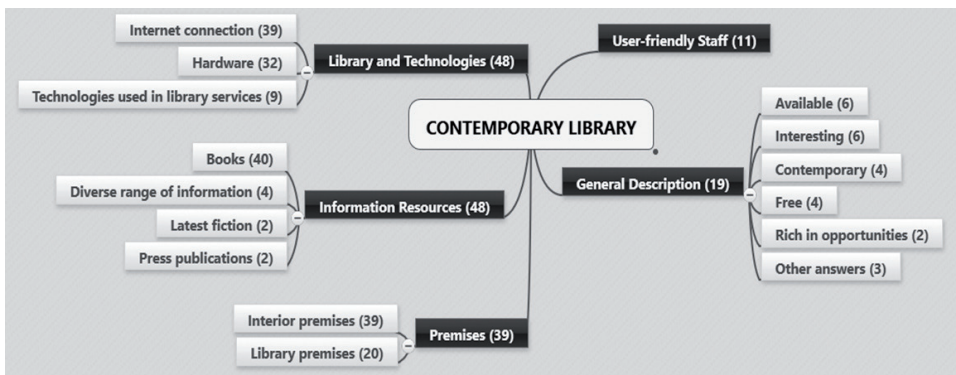 CONTEMPORARY LIBRARY
Library and Technologies (48)
Internet connection (39)
Hardware (32)
Technologies used in library services (9)
Information Resources (48)
Books (40)
Diverse range of information (4)
Latest fiction (2)
Press publications (2)
Premises (39)
Interior premises (39)
Library premises (20)
User-friendly Staff (11)
General Description (19)
Available (6)
Interesting (6)
Contemporary (4)
Free (4)
Rich in opportunities (2)
Other answers (3)